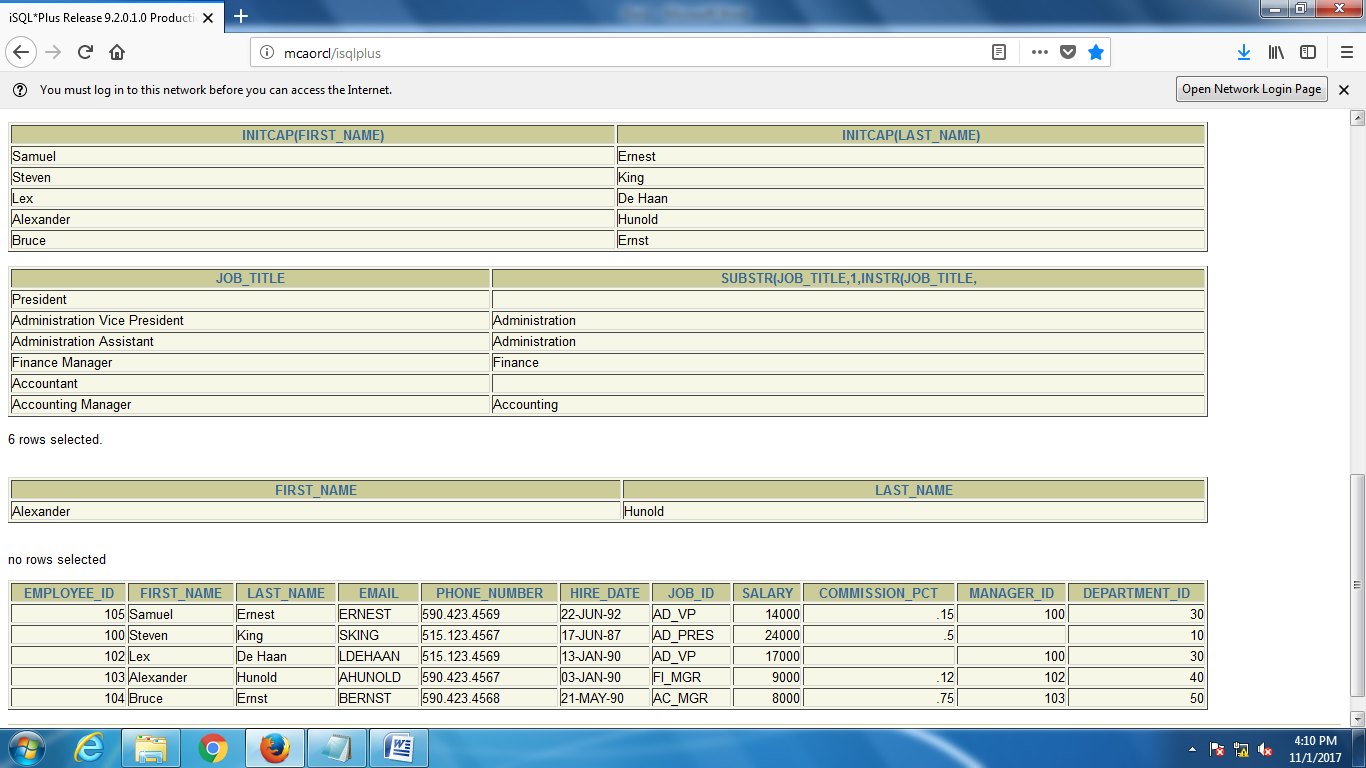 iSQL*Plus Release 9.2.0.1.0 Producti
mcaorcl/isqlplus
You must log in to this network before you can access the Internet.
Open Network Login Page
INITCAP(FIRST_NAME) INITCAP(LAST_NAME)
Samuel Ernest
Steven King
Lex De Haan
Alexander Hunold
Bruce Ernst
JOB_TITLE SUBSTR(JOB_TITLE,1,INSTR(JOB_TITLE,
President
Administration Vice President Administration
Administration Assistant Administration
Finance Manager Finance
Accountant
Accounting Manager Accounting
6 rows selected.
FIRST_NAME LAST_NAME
Alexander Hunold
no rows selected
EMPLOYEE_ID FIRST_NAME LAST_NAME EMAIL PHONE_NUMBER HIRE_DATE JOB_ID SALARY COMMISSION_PCT MANAGER_ID DEPARTMENT_ID
105 Samuel Ernest ERNEST 590.423.4569 22-JUN-92 AD_VP 14000 .15 100 30
100 Steven King SKING 515.123.4567 17-JUN-87 AD_PRES 24000 .5 10
102 Lex De Haan LDEHAAN 515.123.4569 13-JAN-90 AD_VP 17000 100 30
103 Alexander Hunold AHUNOLD 590.423.4567 03-JAN-90 FI_MGR 9000 .12 102 40
104 Bruce Ernst BERNST 590.423.4568 21-MAY-90 AC_MGR 8000 .75 103 50
4:10 PM
11/1/2017